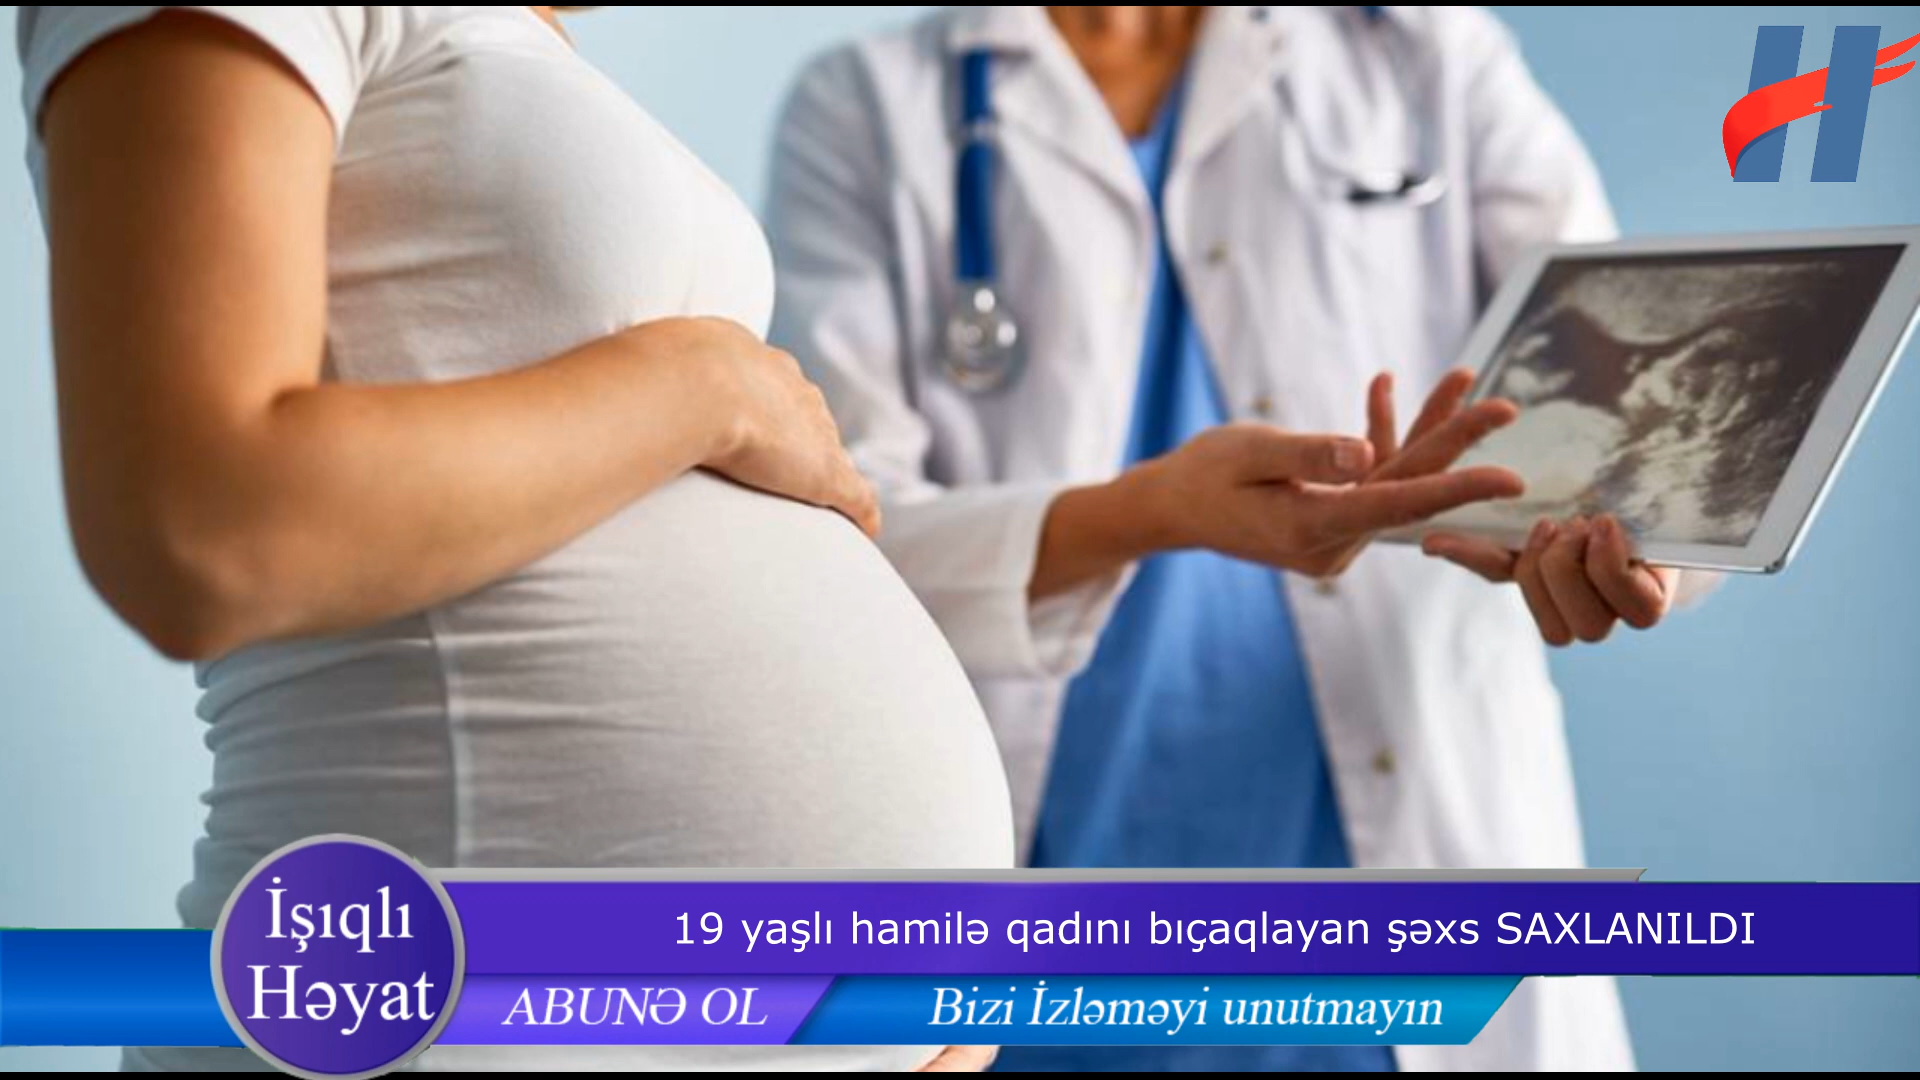 19 yaşlı hamilə qadını bıçaqlayan şəxs SAXLANILDI
İşıqlı
Həyat
ABUNƏ OL
Bizi İzləməyi unutmayın